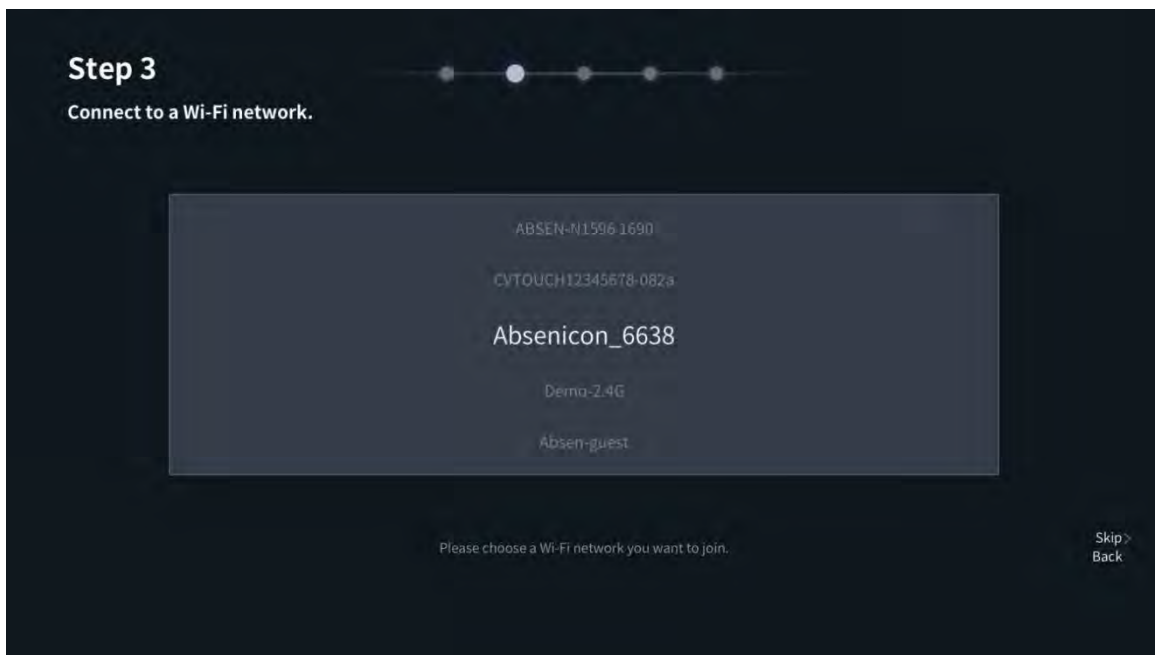 Step 3
Connect to a Wi-Fi network.
ABSEN-N1596 1690
CVTOUCH12345678-082a
Absenicon_6638
Demo-2.4G
Absen-guest
Please choose a Wi-Fi network you want to join.
Skip>
Back